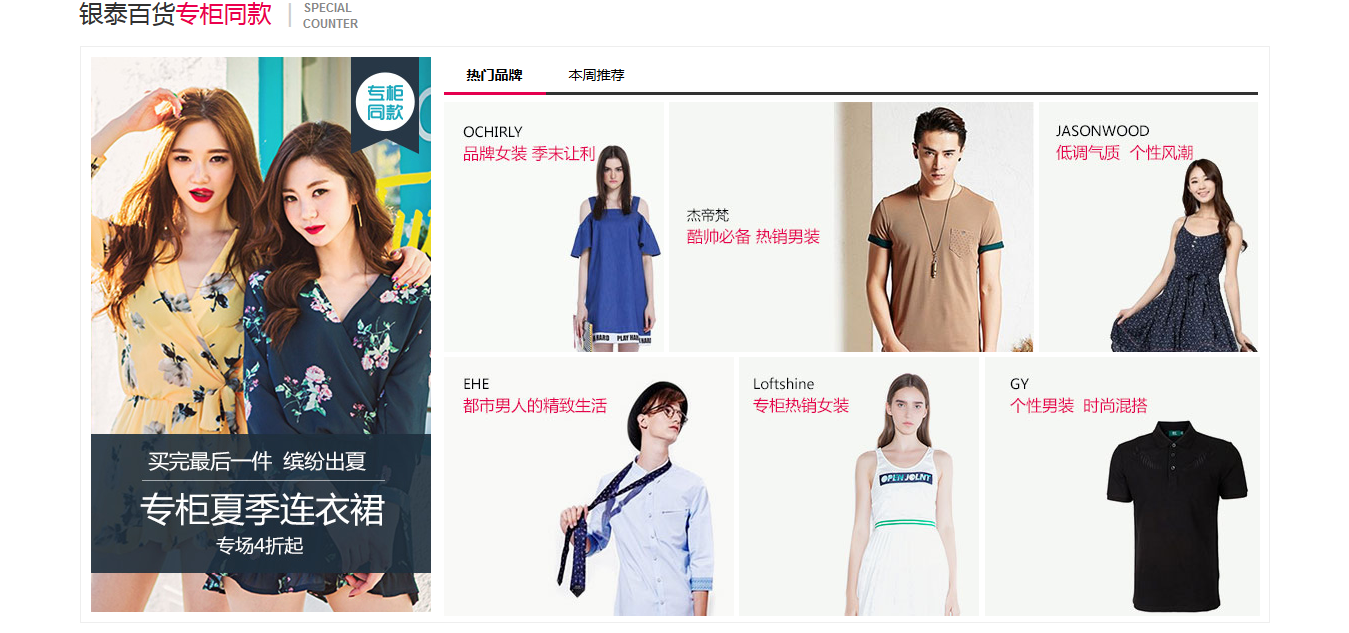 银泰百货专柜同款
SPECIAL
COUNTER
专柜
同款
买完最后一件 缤纷出夏
专柜夏季连衣裙
专场4折起
热门品牌
本周推荐
OCHIRLY
品牌女装 季末让利
杰帝梵
酷帅必备 热销男装
JASONWOOD
低调气质 个性风潮
EHE
都市男人的精致生活
Loftshine
专柜热销女装
OPEN JOINT
GY
个性男装 时尚混搭